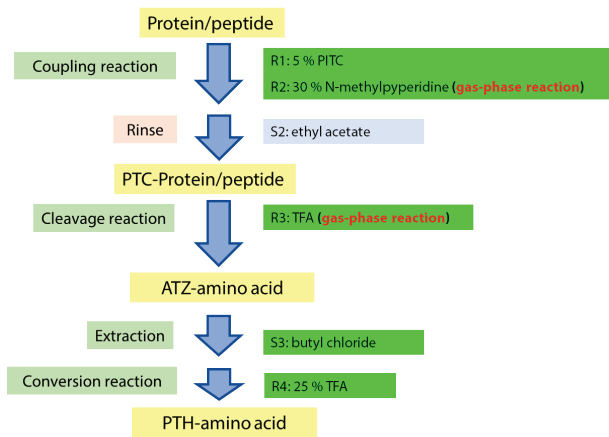 Protein/peptide
Coupling reaction
R1: 5 % PITC
R2: 30 % N-methylpyperidine (gas-phase reaction)
Rinse
S2: ethyl acetate
PTC-Protein/peptide
Cleavage reaction
R3: TFA (gas-phase reaction)
ATZ-amino acid
Extraction
S3: butyl chloride
Conversion reaction
R4: 25 % TFA
PTH-amino acid